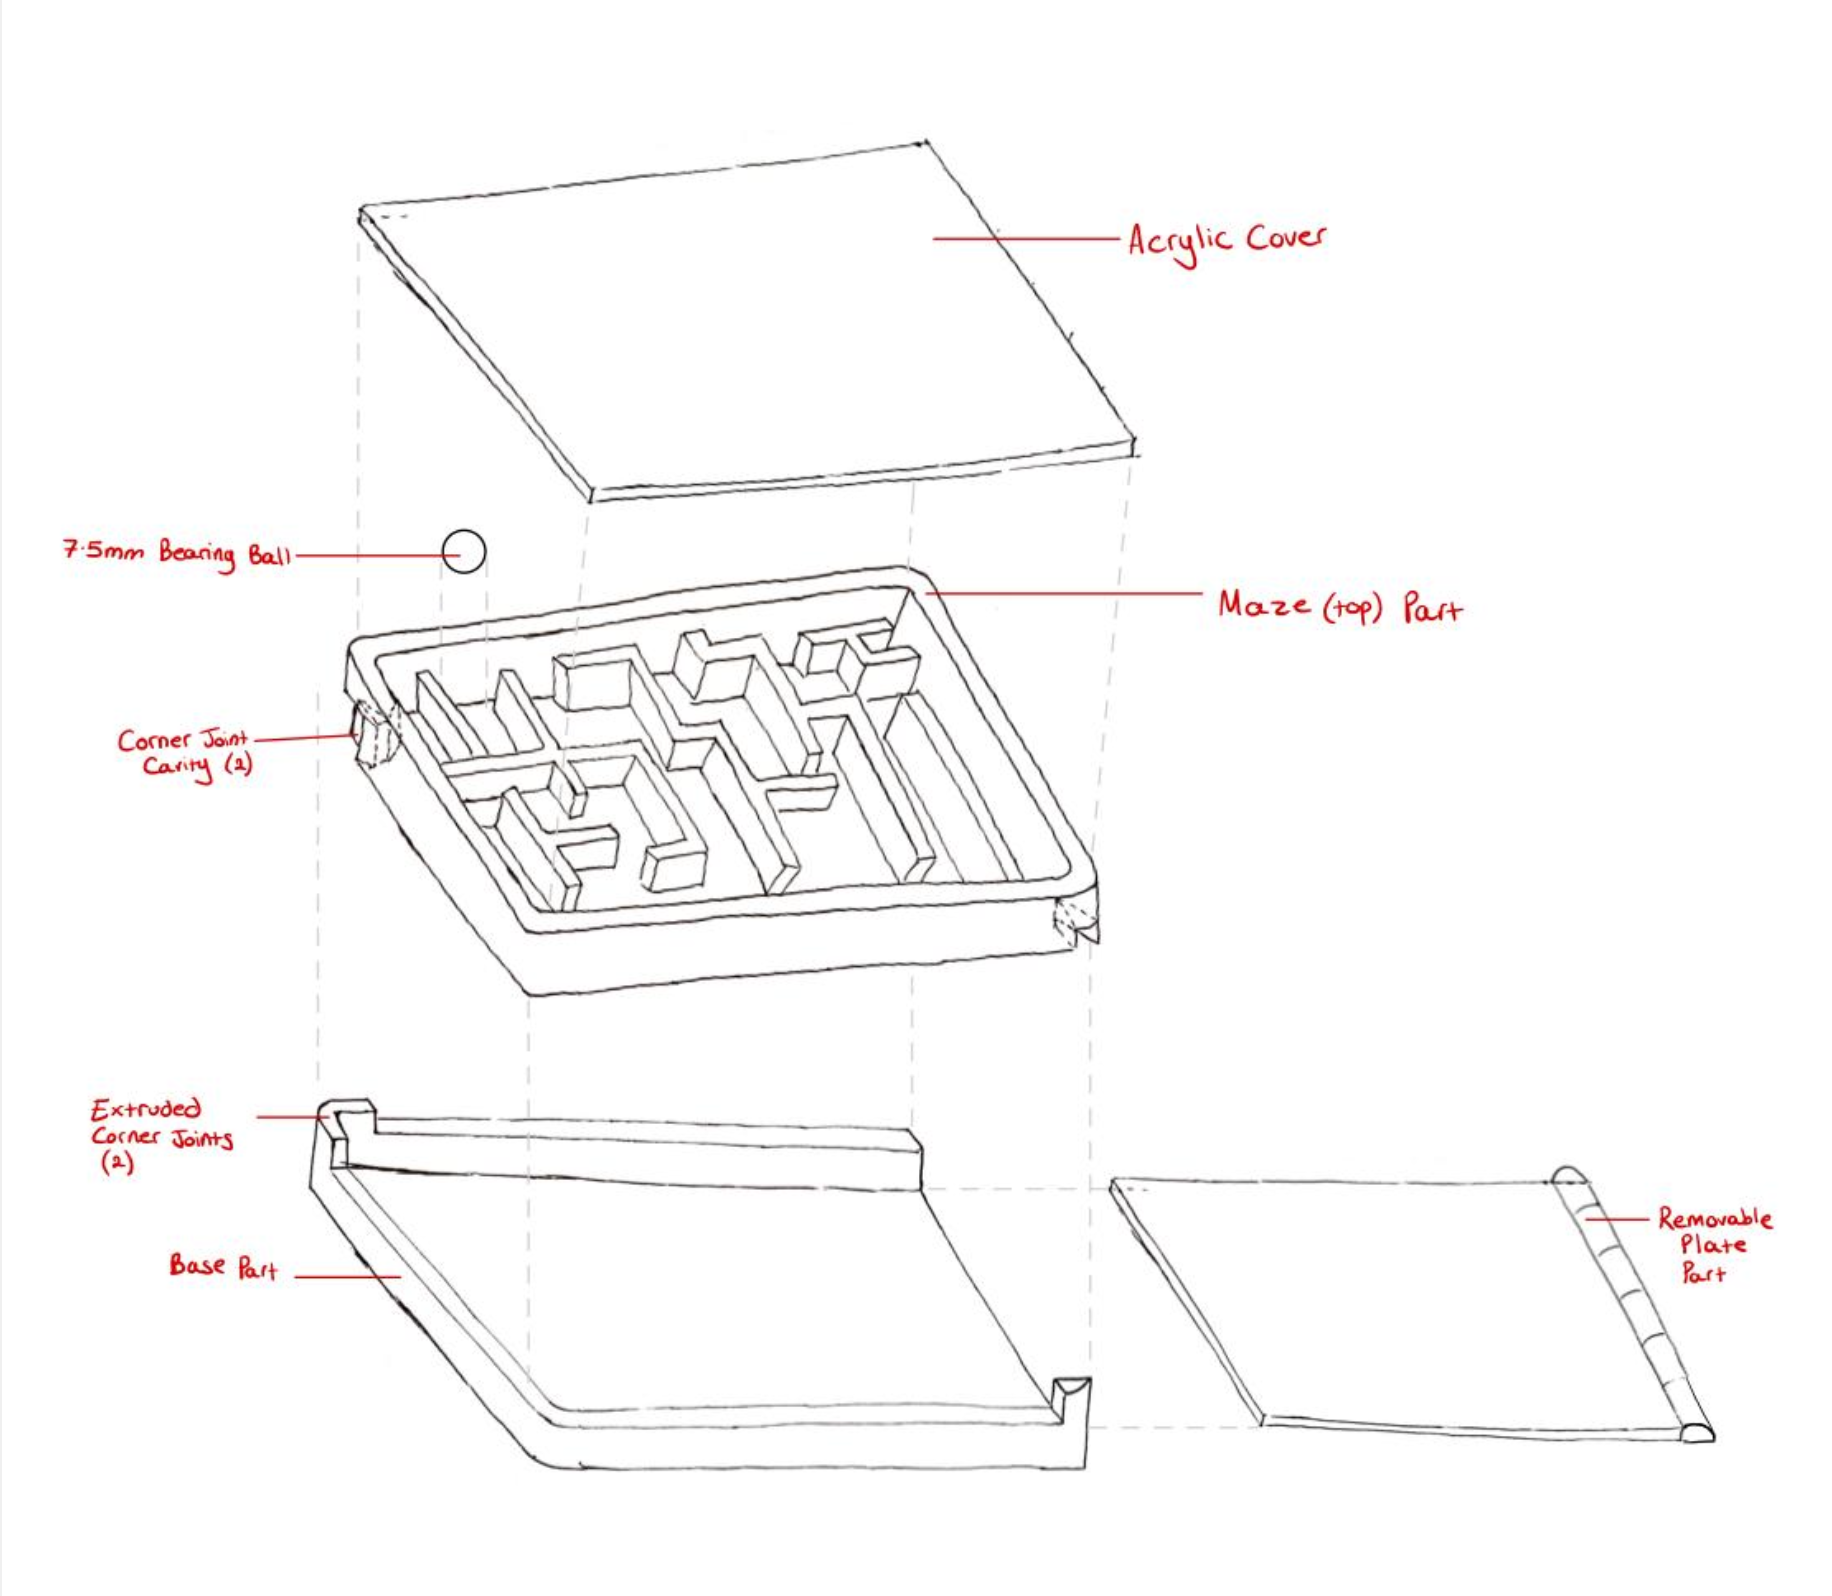 Acrylic Cover
7.5mm Bearing Ball
Maze (top) Part
Corner Joint
Cavity (2)
Extruded
Corner Joints
(2)
Base Part
Removable
Plate
Part